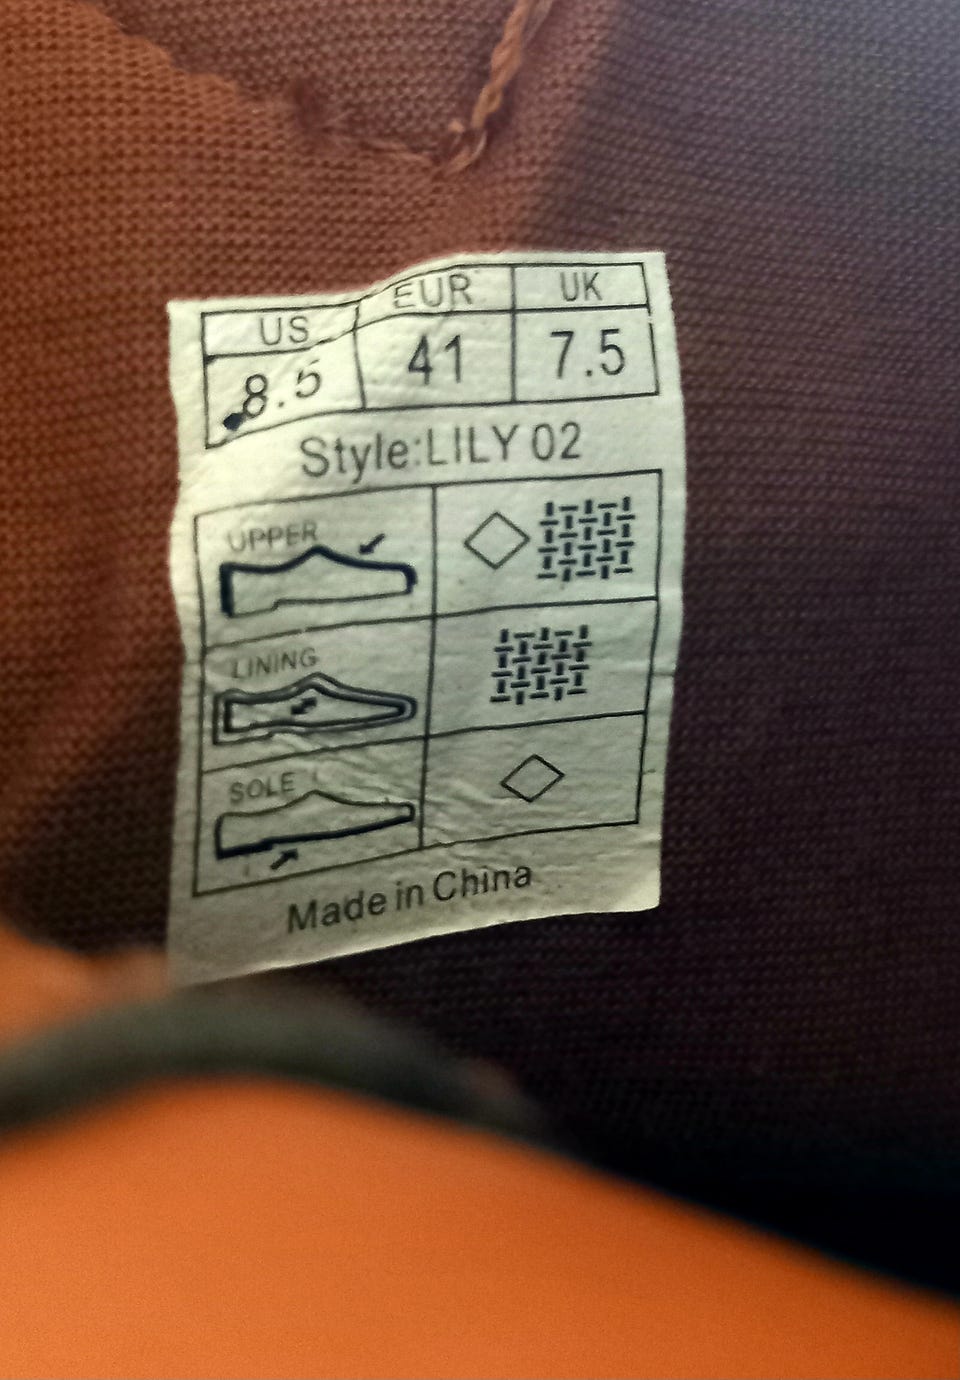 US EUR UK
8.5 41 7.5
Style:LILY 02
UPPER
LINING
SOLE
Made in China